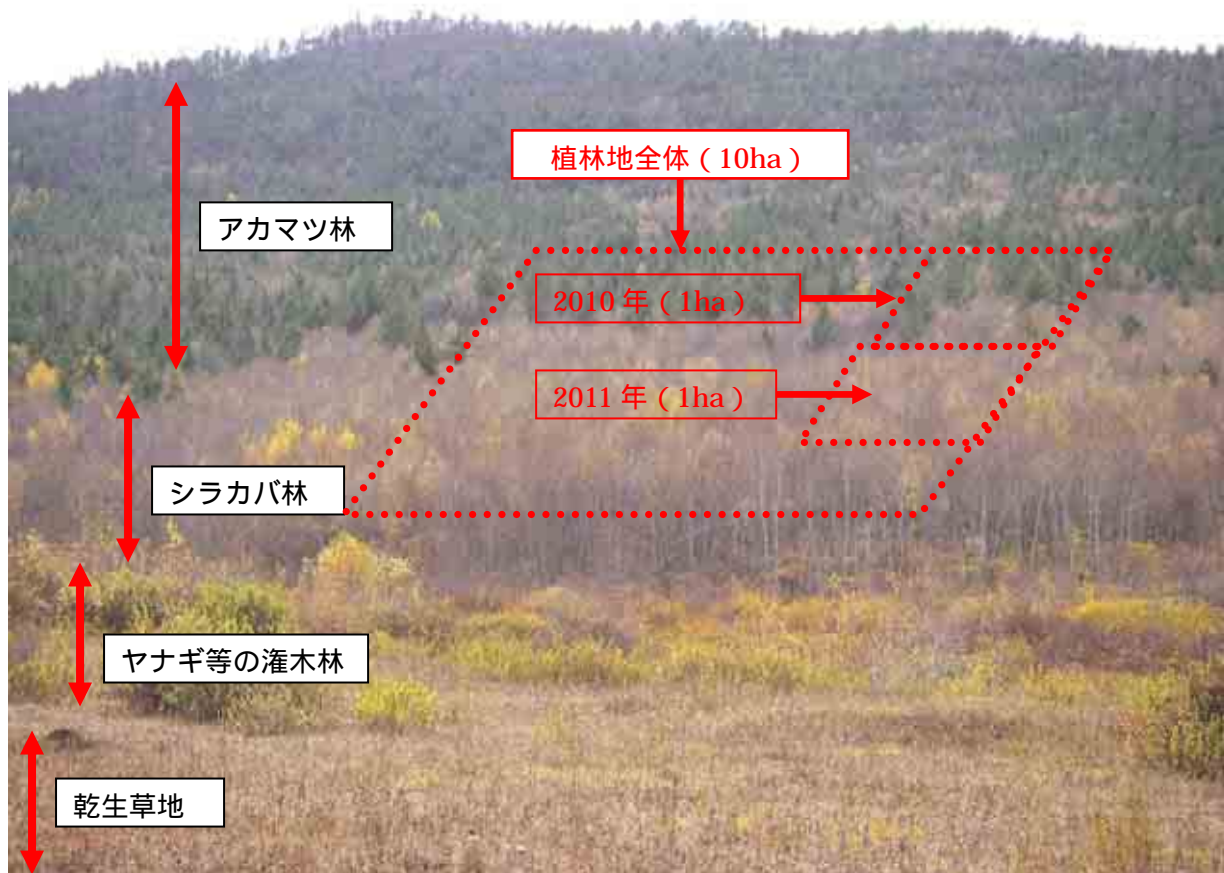 植林地全体（10ha）
アカマツ林
2010 年（1ha）
2011 年（1ha）
シラカバ林
ヤナギ等の潅木林
乾生草地